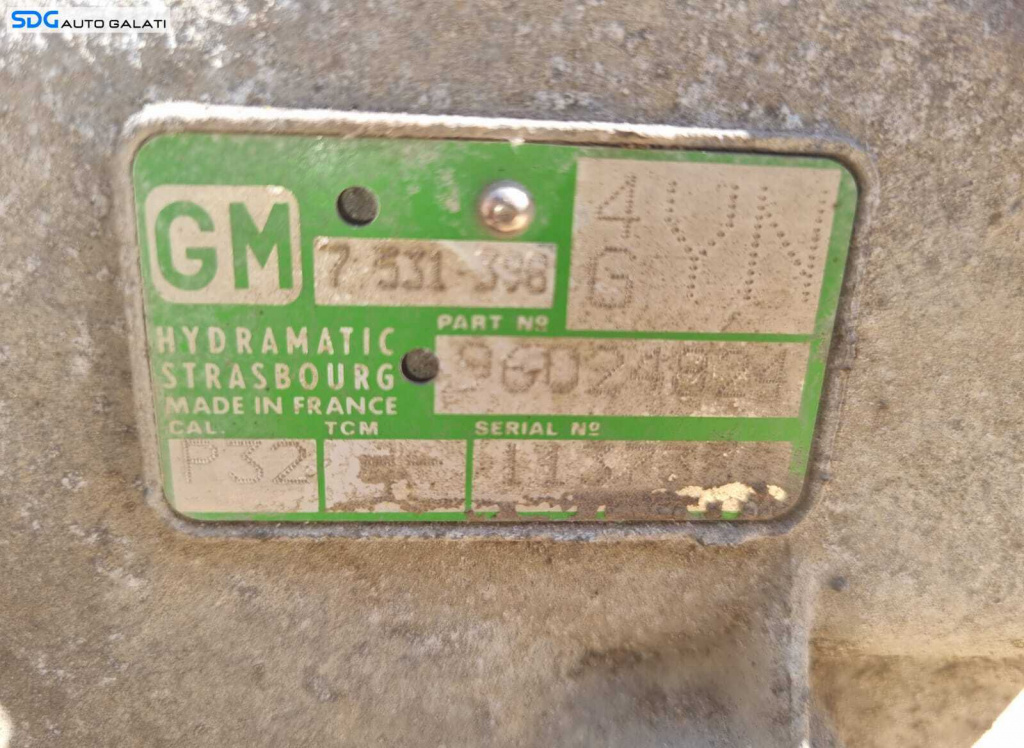 SDG AUTO GALATI
GM
7 531 398
4
G
YN
PART Nº
HYDRAMATIC
STRASBOURG
MADE IN FRANCE
CAL.
TCM
SERIAL Nº
P32